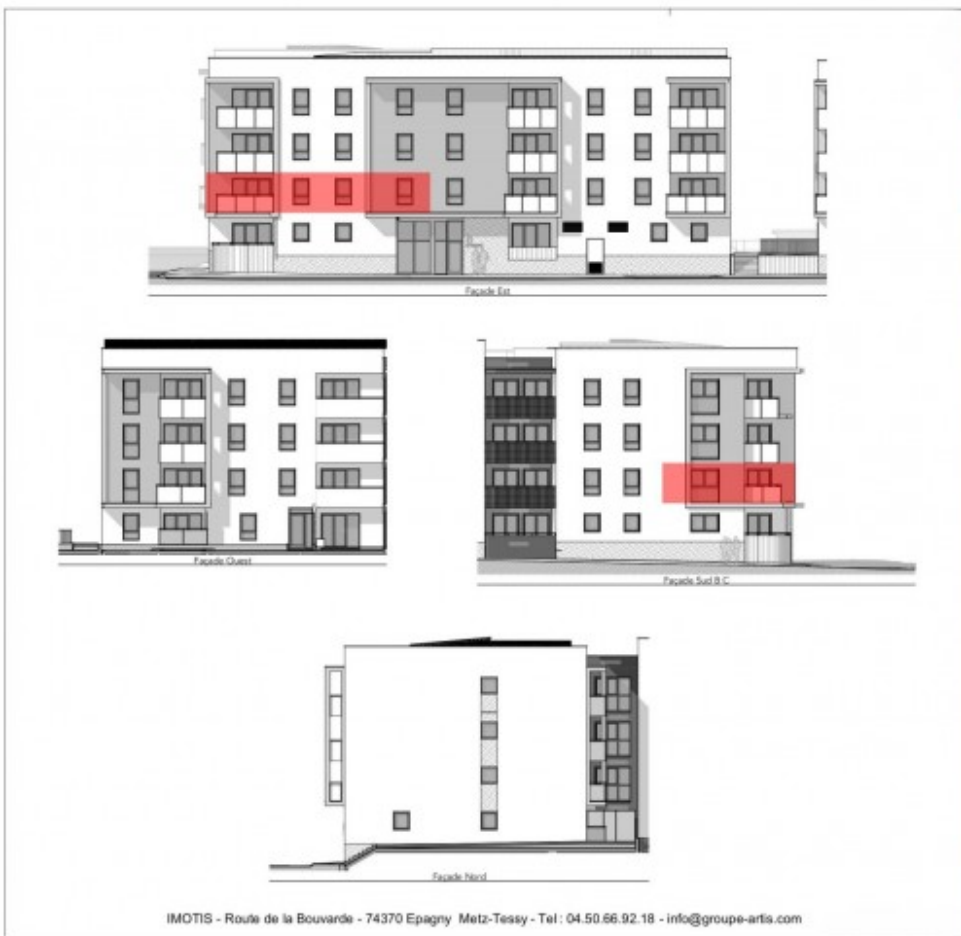 Façade Est
Façade Ouest
Façade Sud B C
Façade Nord
IMOTIS - Route de la Bouvarde - 74370 Epagny Metz-Tessy - Tel : 04.50.66.92.18 - info@groupe-artis.com